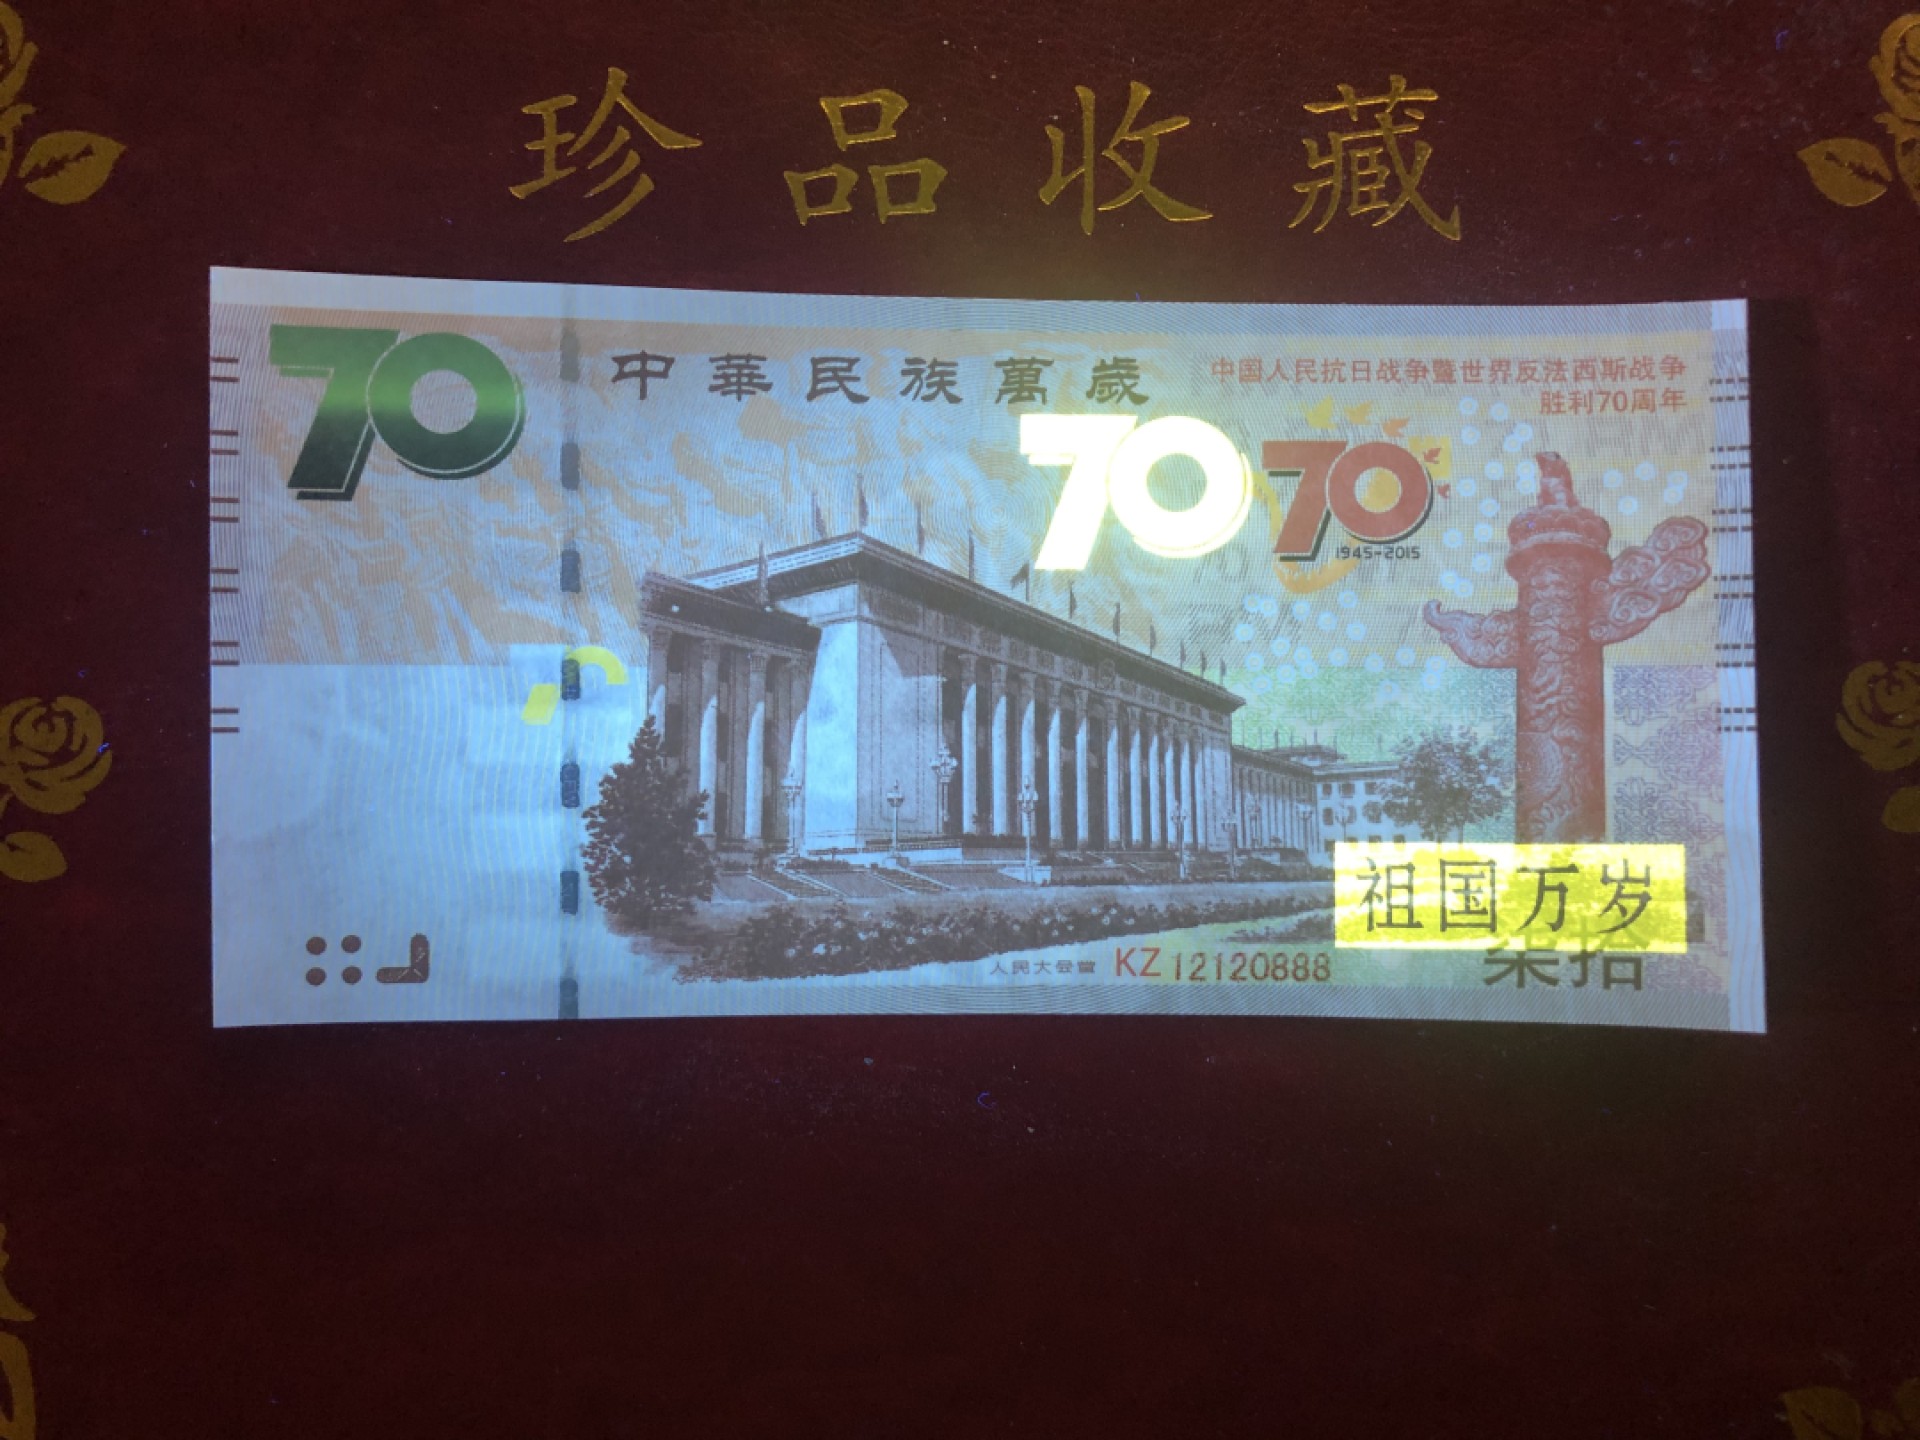 珍品收藏
70
中華民族萬歲
中国人民抗日战争暨世界反法西斯战争
胜利70周年
70
70
1945-2015
祖国万岁
人民大会堂 KZ 12120888
柒拾